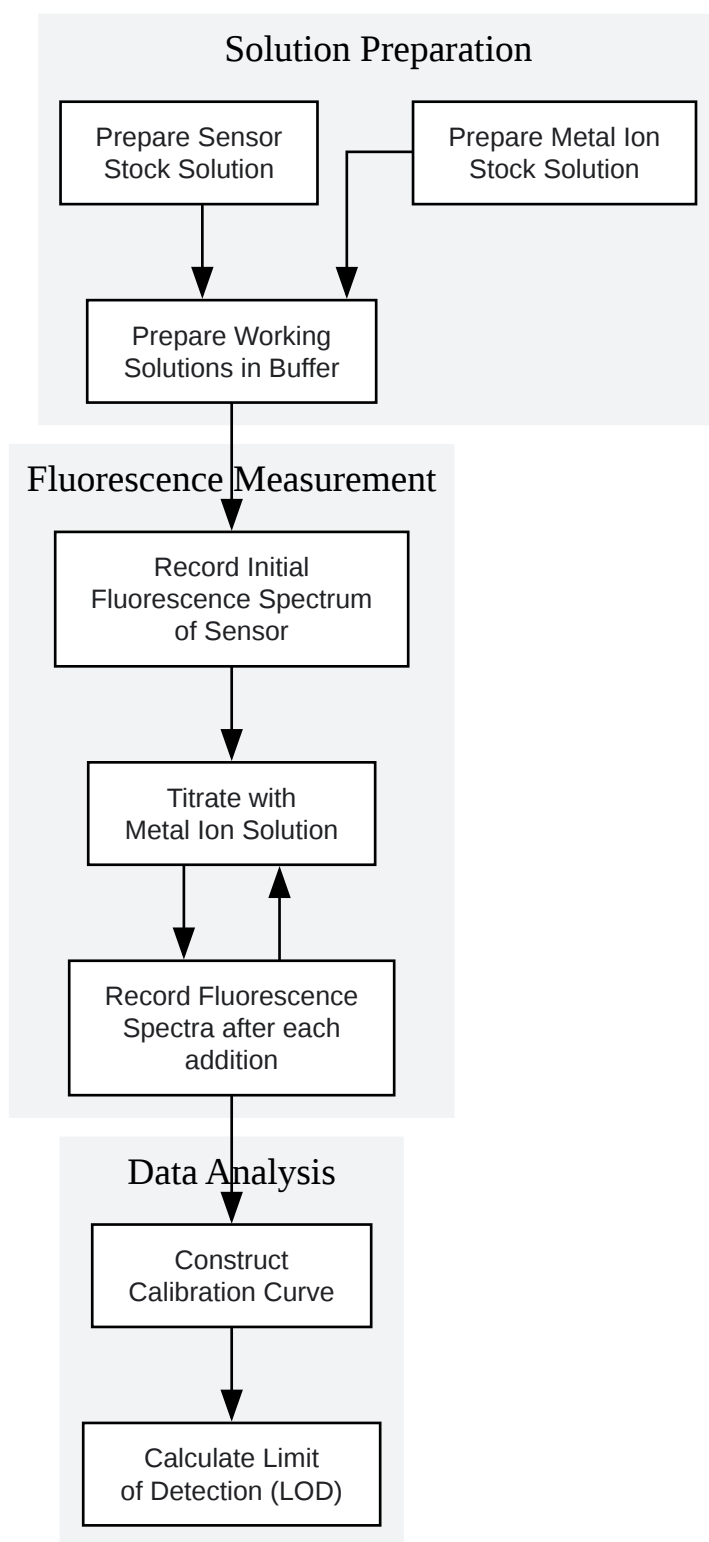 Solution Preparation
Prepare Sensor
Stock Solution
Prepare Metal Ion
Stock Solution
Prepare Working
Solutions in Buffer
Fluorescence Measurement
Record Initial
Fluorescence Spectrum
of Sensor
Titrate with
Metal Ion Solution
Record Fluorescence
Spectra after each
addition
Data Analysis
Construct
Calibration Curve
Calculate Limit
of Detection (LOD)